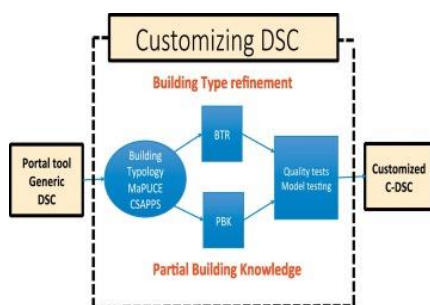 Customizing DSC
Building Type refinement
Portal tool
Generic
DSC
Building
Typology
MaPUCE
CSAPPS
BTR
PBK
Quality tests
Model testing
Customized
C-DSC
Partial Building Knowledge